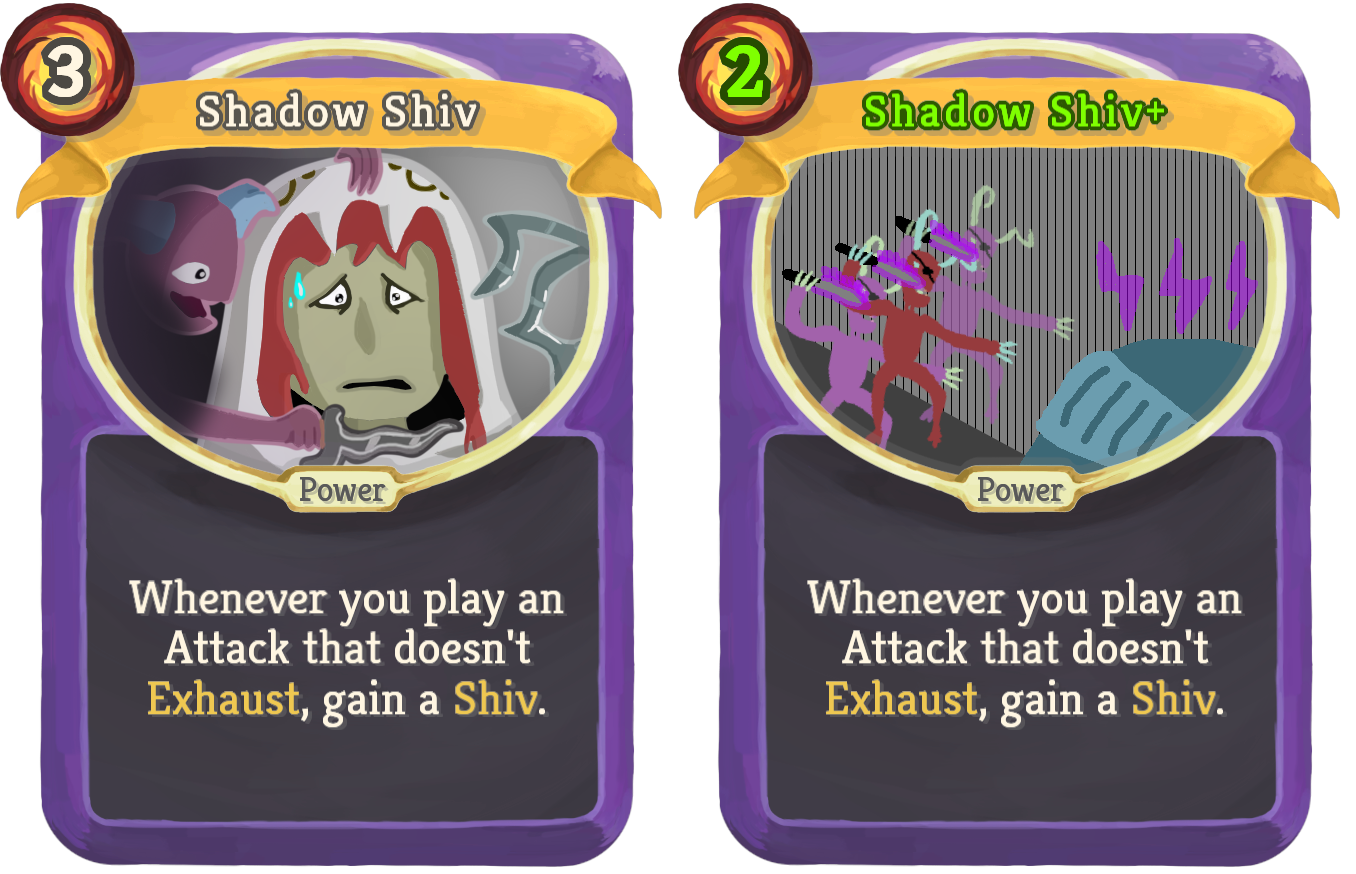 3
Shadow Shiv
Power
Whenever you play an
Attack that doesn't
Exhaust, gain a Shiv.
2
Shadow Shiv+
Power
Whenever you play an
Attack that doesn't
Exhaust, gain a Shiv.